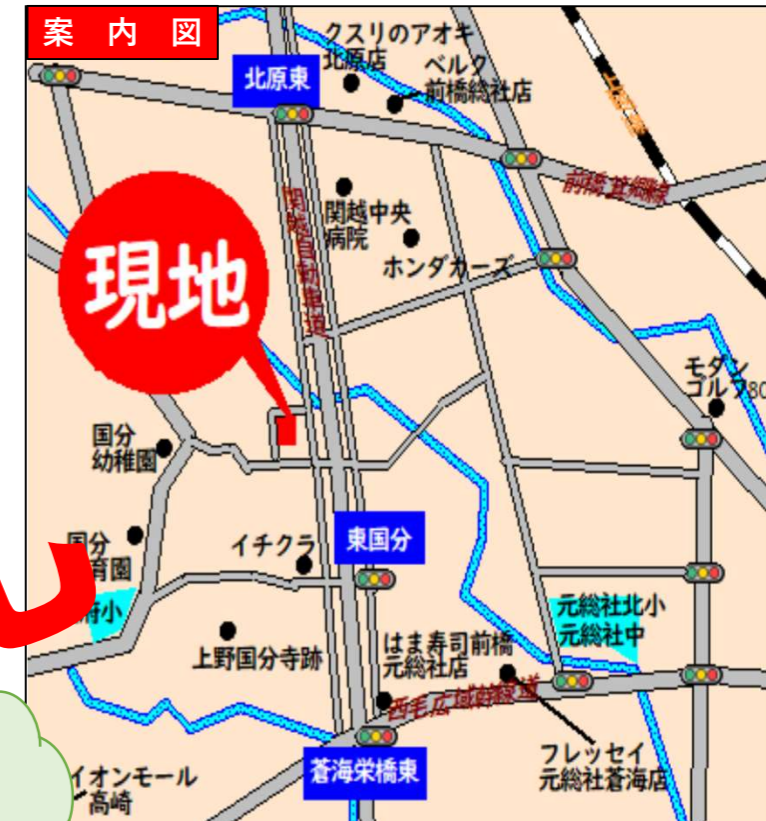 案内図
クスリのアオキ
北原店
ベルク
前橋総社店
北原東
前橋箕郷線
関越自動車道
関越中央
病院
ホンダカーズ
現地
モダン
ゴルフ80
国分
幼稚園
国分
育園
イチクラ
東国分
府小
元総社北小
元総社中
上野国分寺跡
はま寿司前橋
元総社店
西毛広域幹線道
フレッセイ
元総社蒼海店
蒼海栄橋東
イオンモール
高崎